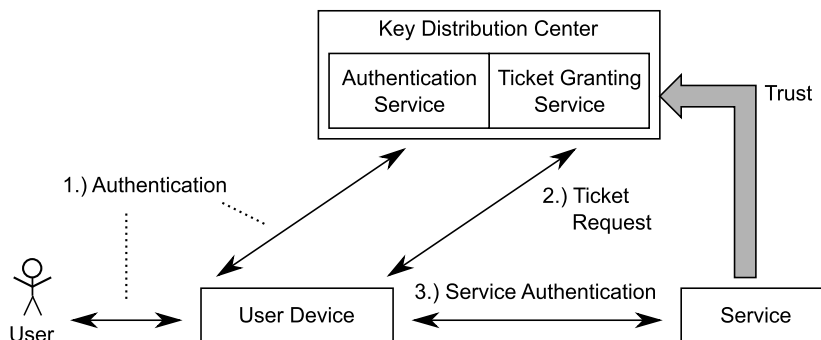 Key Distribution Center
Authentication
Service
Ticket Granting
Service
Trust
1.) Authentication
2.) Ticket
Request
3.) Service Authentication
User
User Device
Service